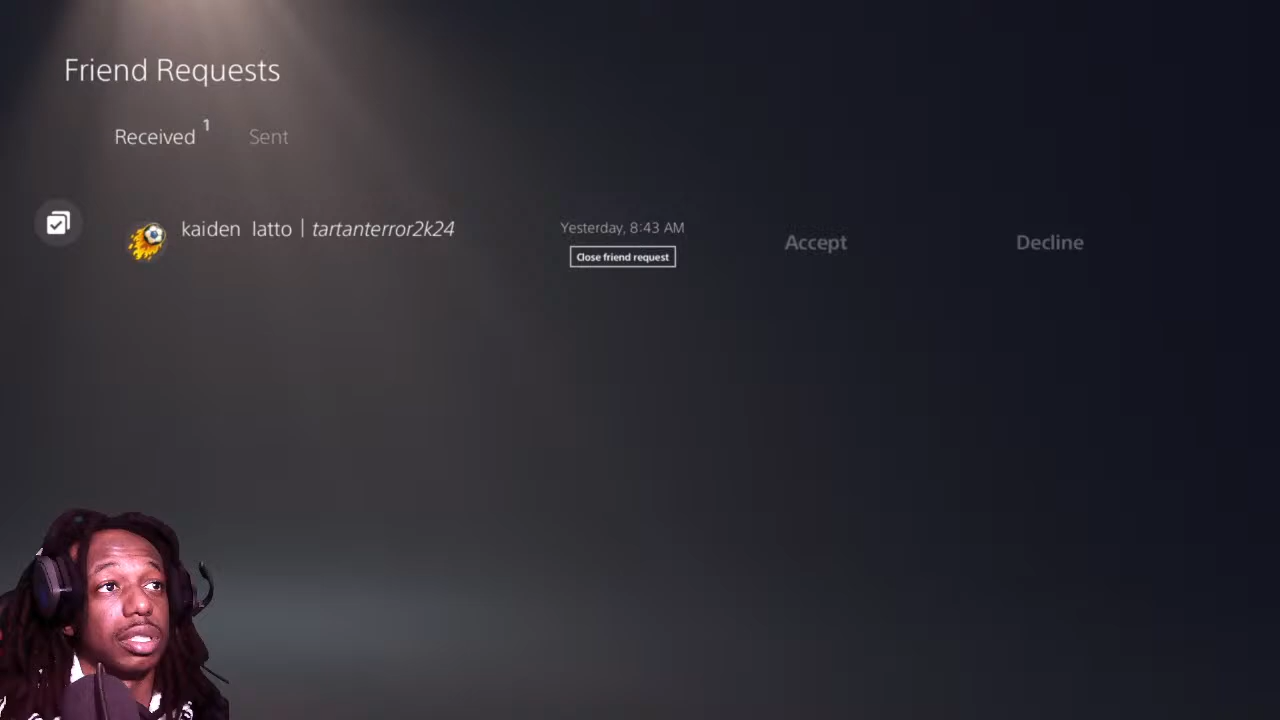 Friend Requests
Received 1
Sent
kaiden latto | tartanterror2k24
Yesterday, 8:43 AM
Close friend request
Accept
Decline